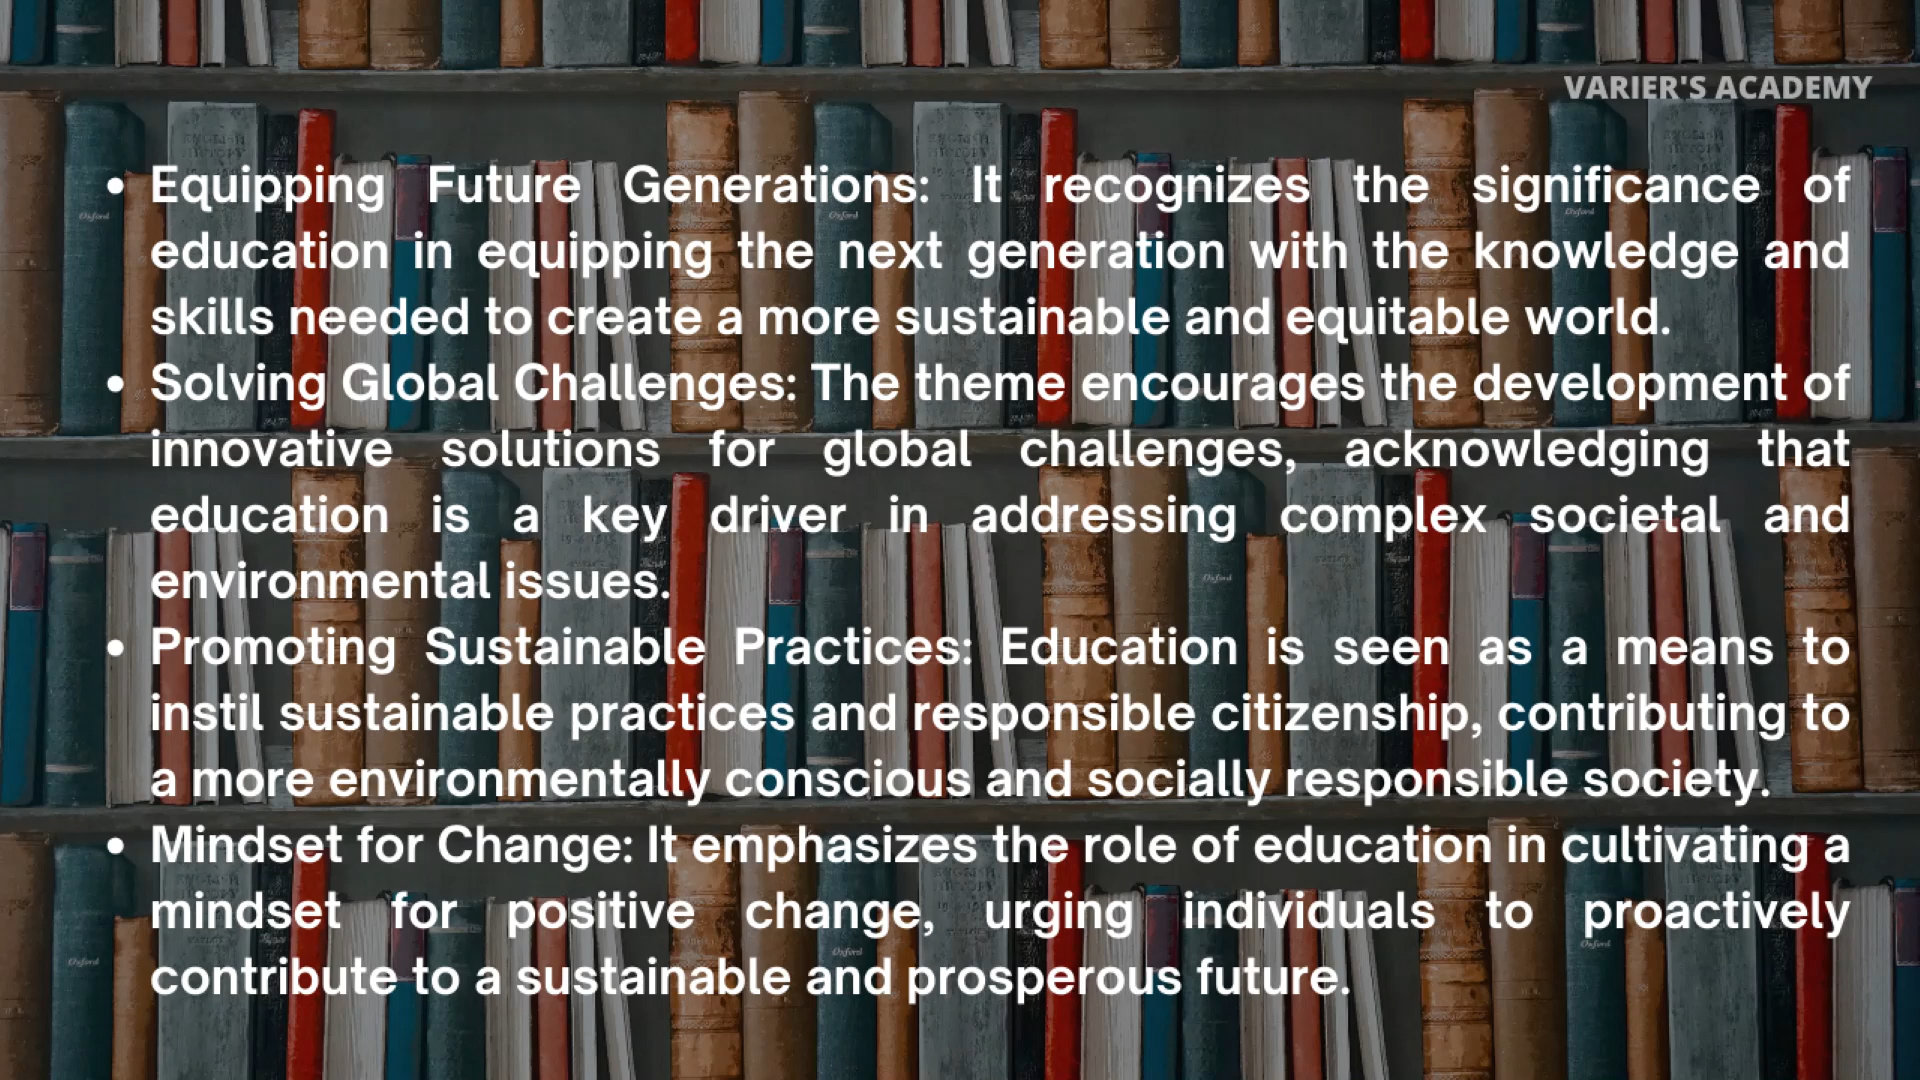 VARIER'S ACADEMY
• Equipping Future Generations: It recognizes the significance of
education in equipping the next generation with the knowledge and
skills needed to create a more sustainable and equitable world.
• Solving Global Challenges: The theme encourages the development of
innovative solutions for global challenges, acknowledging that
education is a key driver in addressing complex societal and
environmental issues.
• Promoting Sustainable Practices: Education is seen as a means to
instil sustainable practices and responsible citizenship, contributing to
a more environmentally conscious and socially responsible society.
• Mindset for Change: It emphasizes the role of education in cultivating a
mindset for positive change, urging individuals to proactively
contribute to a sustainable and prosperous future.